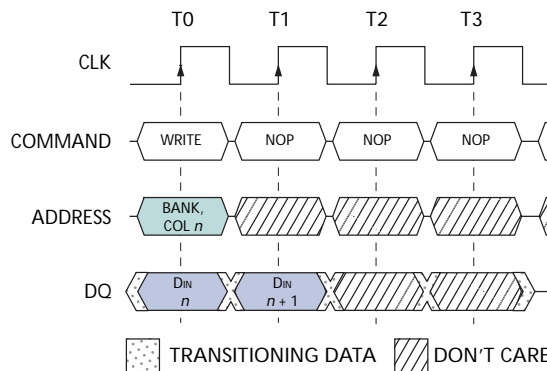 T0 T1 T2 T3
CLK
COMMAND WRITE NOP NOP NOP
ADDRESS BANK,
COL n
DQ DIN
n
DIN
n + 1
TRANSITIONING DATA DON'T CARE